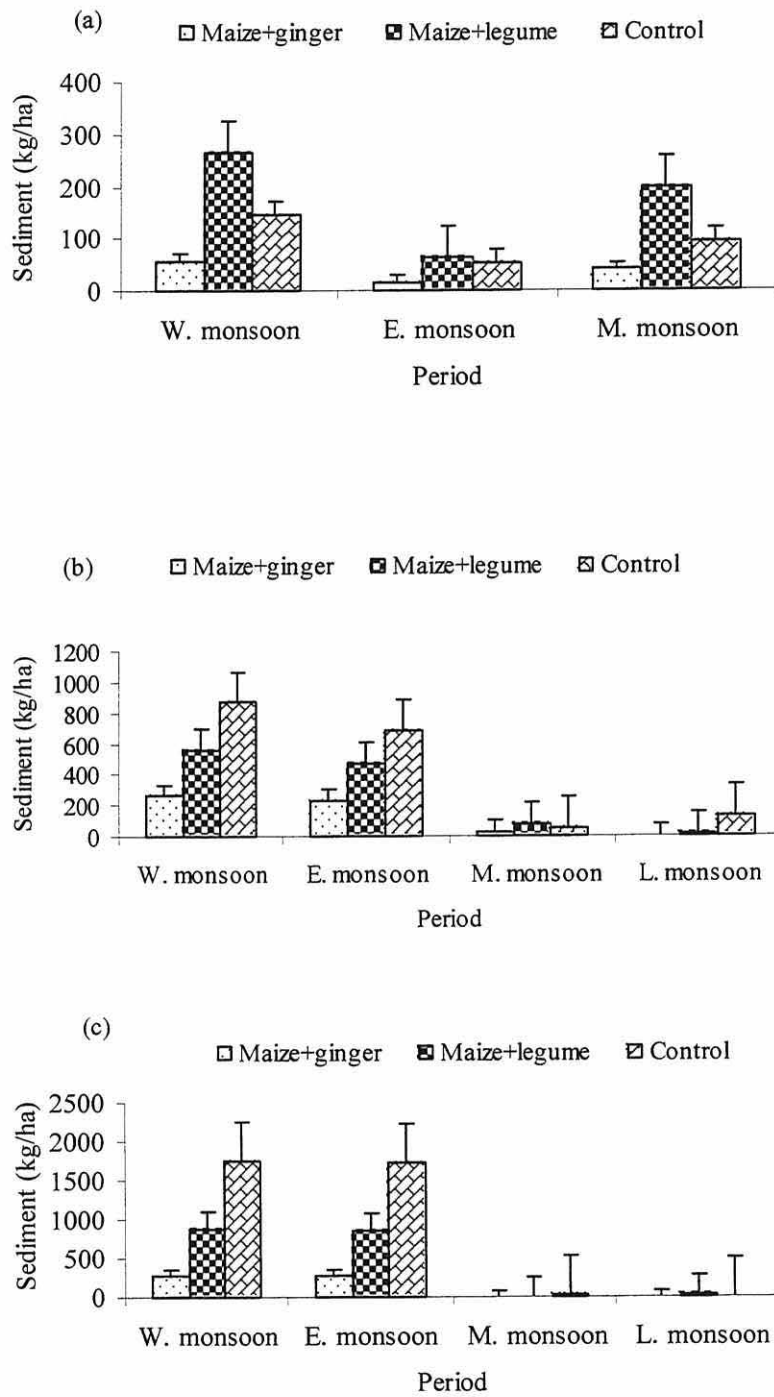 (a)
Maize+ginger Maize+legume Control
Sediment (kg/ha)
400
300
200
100
0
W. monsoon E. monsoon M. monsoon
Period
(b)
Maize+ginger Maize+legume Control
Sediment (kg/ha)
1200
1000
800
600
400
200
0
W. monsoon E. monsoon M. monsoon L. monsoon
Period
(c)
Maize+ginger Maize+legume Control
Sediment (kg/ha)
2500
2000
1500
1000
500
0
W. monsoon E. monsoon M. monsoon L. monsoon
Period